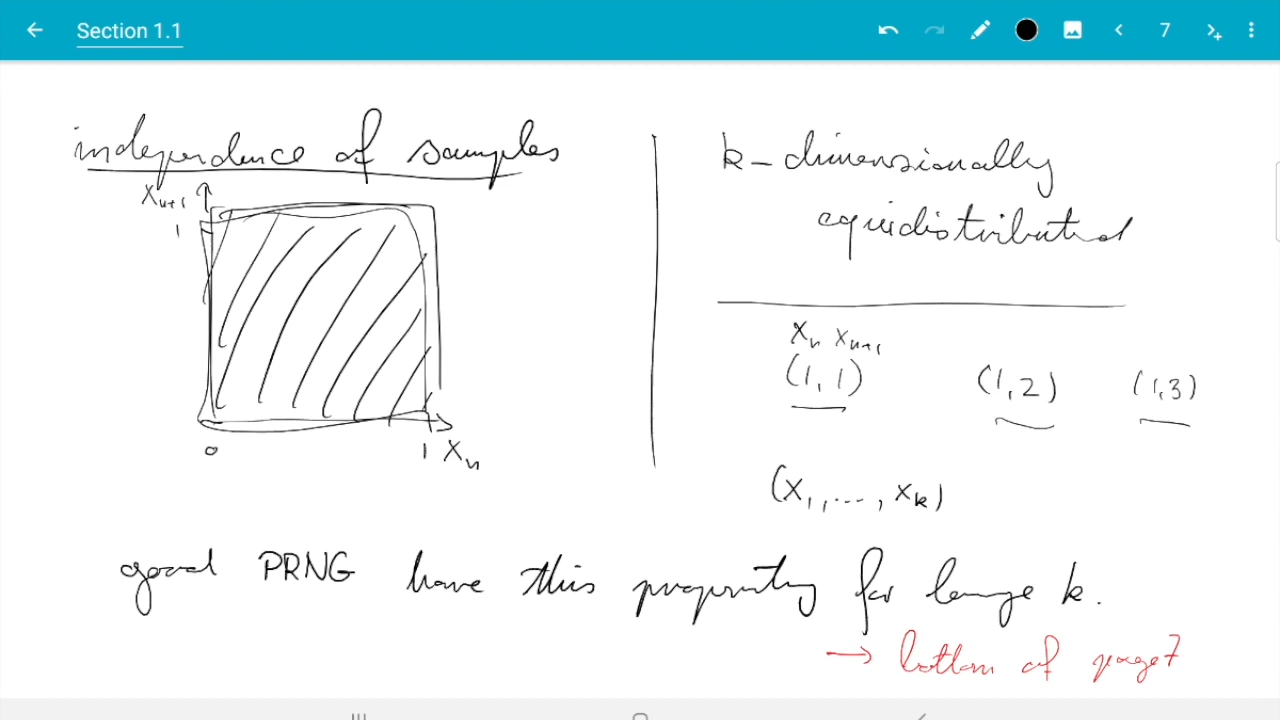 Section 1.1
7
independence of samples
X_{n+1}
1
0
1 X_n
k-dimensionally
equidistributed
X_n X_{n+1}
(1,1) (1,2) (1,3)
(X_1, ..., X_k)
good PRNG have this property for large k.
→ bottom of page 7